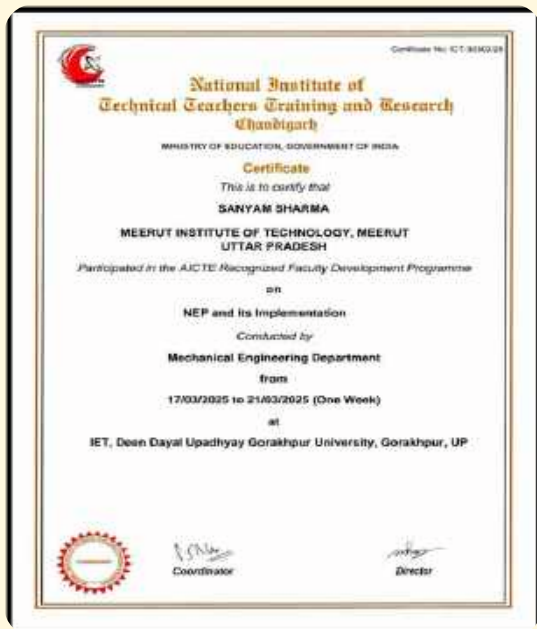 National Institute of
Technical Teachers Training and Research
Chandigarh
MINISTRY OF EDUCATION, GOVERNMENT OF INDIA
Certificate
This is to certify that
SANYAM SHARMA
MEERUT INSTITUTE OF TECHNOLOGY, MEERUT
UTTAR PRADESH
Participated in the AICTE Recognized Faculty Development Programme
on
NEP and its Implementation
Conducted by
Mechanical Engineering Department
from
17/03/2025 to 21/03/2025 (One Week)
at
IET, Deen Dayal Upadhyay Gorakhpur University, Gorakhpur, UP
Coordinator
Director